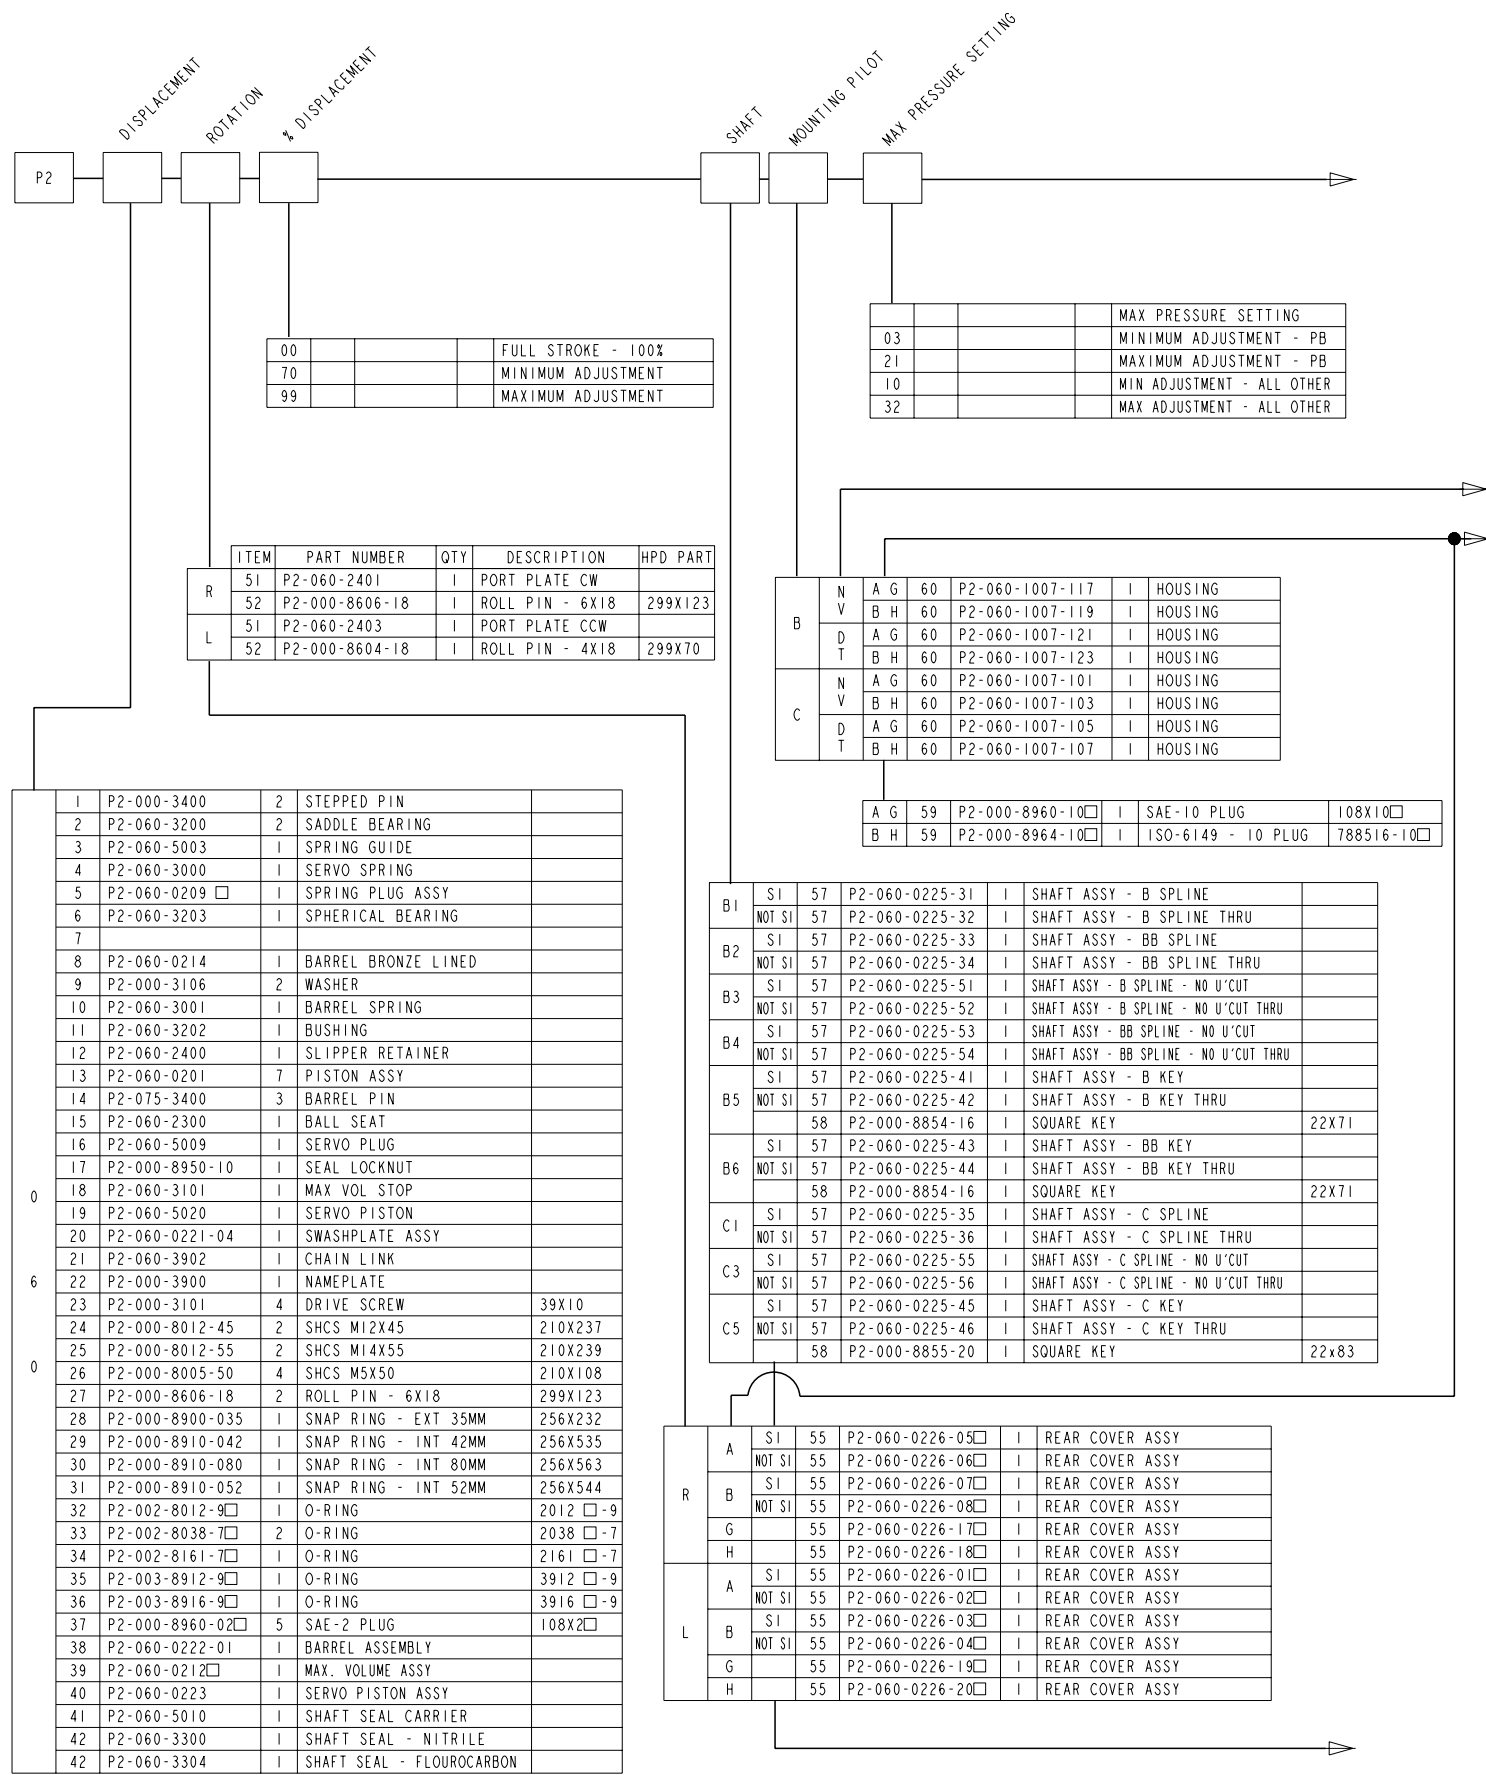 DISPLACEMENT
ROTATION
% DISPLACEMENT
SHAFT
MOUNTING PILOT
MAX PRESSURE SETTING
P2
MAX PRESSURE SETTING
03 MINIMUM ADJUSTMENT - PB
21 MAXIMUM ADJUSTMENT - PB
10 MIN ADJUSTMENT - ALL OTHER
32 MAX ADJUSTMENT - ALL OTHER
00 FULL STROKE - 100%
70 MINIMUM ADJUSTMENT
99 MAXIMUM ADJUSTMENT
ITEM PART NUMBER QTY DESCRIPTION HPD PART
R
51 P2-060-2401 1 PORT PLATE CW
52 P2-000-8606-18 1 ROLL PIN - 6X18 299X123
L
51 P2-060-2403 1 PORT PLATE CCW
52 P2-000-8604-18 1 ROLL PIN - 4X18 299X70
B
N V
A G 60 P2-060-1007-117 1 HOUSING
B H 60 P2-060-1007-119 1 HOUSING
D T
A G 60 P2-060-1007-121 1 HOUSING
B H 60 P2-060-1007-123 1 HOUSING
C
N V
A G 60 P2-060-1007-101 1 HOUSING
B H 60 P2-060-1007-103 1 HOUSING
D T
A G 60 P2-060-1007-105 1 HOUSING
B H 60 P2-060-1007-107 1 HOUSING
A G 59 P2-000-8960-10□ 1 SAE-10 PLUG 108X10□
B H 59 P2-000-8964-10□ 1 ISO-6149 - 10 PLUG 788516-10□
0 6 0
1 P2-000-3400 2 STEPPED PIN
2 P2-060-3200 2 SADDLE BEARING
3 P2-060-5003 1 SPRING GUIDE
4 P2-060-3000 1 SERVO SPRING
5 P2-060-0209 □ 1 SPRING PLUG ASSY
6 P2-060-3203 1 SPHERICAL BEARING
7
8 P2-060-0214 1 BARREL BRONZE LINED
9 P2-000-3106 2 WASHER
10 P2-060-3001 1 BARREL SPRING
11 P2-060-3202 1 BUSHING
12 P2-060-2400 1 SLIPPER RETAINER
13 P2-060-0201 7 PISTON ASSY
14 P2-075-3400 3 BARREL PIN
15 P2-060-2300 1 BALL SEAT
16 P2-060-5009 1 SERVO PLUG
17 P2-000-8950-10 1 SEAL LOCKNUT
18 P2-060-3101 1 MAX VOL STOP
19 P2-060-5020 1 SERVO PISTON
20 P2-060-0221-04 1 SWASHPLATE ASSY
21 P2-060-3902 1 CHAIN LINK
22 P2-000-3900 1 NAMEPLATE
23 P2-000-3101 4 DRIVE SCREW 39X10
24 P2-000-8012-45 2 SHCS M12X45 210X237
25 P2-000-8012-55 2 SHCS M14X55 210X239
26 P2-000-8005-50 4 SHCS M5X50 210X108
27 P2-000-8606-18 2 ROLL PIN - 6X18 299X123
28 P2-000-8900-035 1 SNAP RING - EXT 35MM 256X232
29 P2-000-8910-042 1 SNAP RING - INT 42MM 256X535
30 P2-000-8910-080 1 SNAP RING - INT 80MM 256X563
31 P2-000-8910-052 1 SNAP RING - INT 52MM 256X544
32 P2-002-8012-9□ 1 O-RING 2012 □-9
33 P2-002-8038-7□ 2 O-RING 2038 □-7
34 P2-002-8161-7□ 1 O-RING 2161 □-7
35 P2-003-8912-9□ 1 O-RING 3912 □-9
36 P2-003-8916-9□ 1 O-RING 3916 □-9
37 P2-000-8960-02□ 5 SAE-2 PLUG 108X2□
38 P2-060-0222-01 1 BARREL ASSEMBLY
39 P2-060-0212□ 1 MAX. VOLUME ASSY
40 P2-060-0223 1 SERVO PISTON ASSY
41 P2-060-5010 1 SHAFT SEAL CARRIER
42 P2-060-3300 1 SHAFT SEAL - NITRILE
42 P2-060-3304 1 SHAFT SEAL - FLOUROCARBON
B1
S1 57 P2-060-0225-31 1 SHAFT ASSY - B SPLINE
NOT S1 57 P2-060-0225-32 1 SHAFT ASSY - B SPLINE THRU
B2
S1 57 P2-060-0225-33 1 SHAFT ASSY - BB SPLINE
NOT S1 57 P2-060-0225-34 1 SHAFT ASSY - BB SPLINE THRU
B3
S1 57 P2-060-0225-51 1 SHAFT ASSY - B SPLINE - NO U'CUT
NOT S1 57 P2-060-0225-52 1 SHAFT ASSY - B SPLINE - NO U'CUT THRU
B4
S1 57 P2-060-0225-53 1 SHAFT ASSY - BB SPLINE - NO U'CUT
NOT S1 57 P2-060-0225-54 1 SHAFT ASSY - BB SPLINE - NO U'CUT THRU
B5
S1 57 P2-060-0225-41 1 SHAFT ASSY - B KEY
NOT S1 57 P2-060-0225-42 1 SHAFT ASSY - B KEY THRU
58 P2-000-8854-16 1 SQUARE KEY 22X71
B6
S1 57 P2-060-0225-43 1 SHAFT ASSY - BB KEY
NOT S1 57 P2-060-0225-44 1 SHAFT ASSY - BB KEY THRU
58 P2-000-8854-16 1 SQUARE KEY 22X71
C1
S1 57 P2-060-0225-35 1 SHAFT ASSY - C SPLINE
NOT S1 57 P2-060-0225-36 1 SHAFT ASSY - C SPLINE THRU
C3
S1 57 P2-060-0225-55 1 SHAFT ASSY - C SPLINE - NO U'CUT
NOT S1 57 P2-060-0225-56 1 SHAFT ASSY - C SPLINE - NO U'CUT THRU
C5
S1 57 P2-060-0225-45 1 SHAFT ASSY - C KEY
NOT S1 57 P2-060-0225-46 1 SHAFT ASSY - C KEY THRU
58 P2-000-8855-20 1 SQUARE KEY 22x83
R
A
S1 55 P2-060-0226-05□ 1 REAR COVER ASSY
NOT S1 55 P2-060-0226-06□ 1 REAR COVER ASSY
B
S1 55 P2-060-0226-07□ 1 REAR COVER ASSY
NOT S1 55 P2-060-0226-08□ 1 REAR COVER ASSY
G 55 P2-060-0226-17□ 1 REAR COVER ASSY
H 55 P2-060-0226-18□ 1 REAR COVER ASSY
L
A
S1 55 P2-060-0226-01□ 1 REAR COVER ASSY
NOT S1 55 P2-060-0226-02□ 1 REAR COVER ASSY
B
S1 55 P2-060-0226-03□ 1 REAR COVER ASSY
NOT S1 55 P2-060-0226-04□ 1 REAR COVER ASSY
G 55 P2-060-0226-19□ 1 REAR COVER ASSY
H 55 P2-060-0226-20□ 1 REAR COVER ASSY